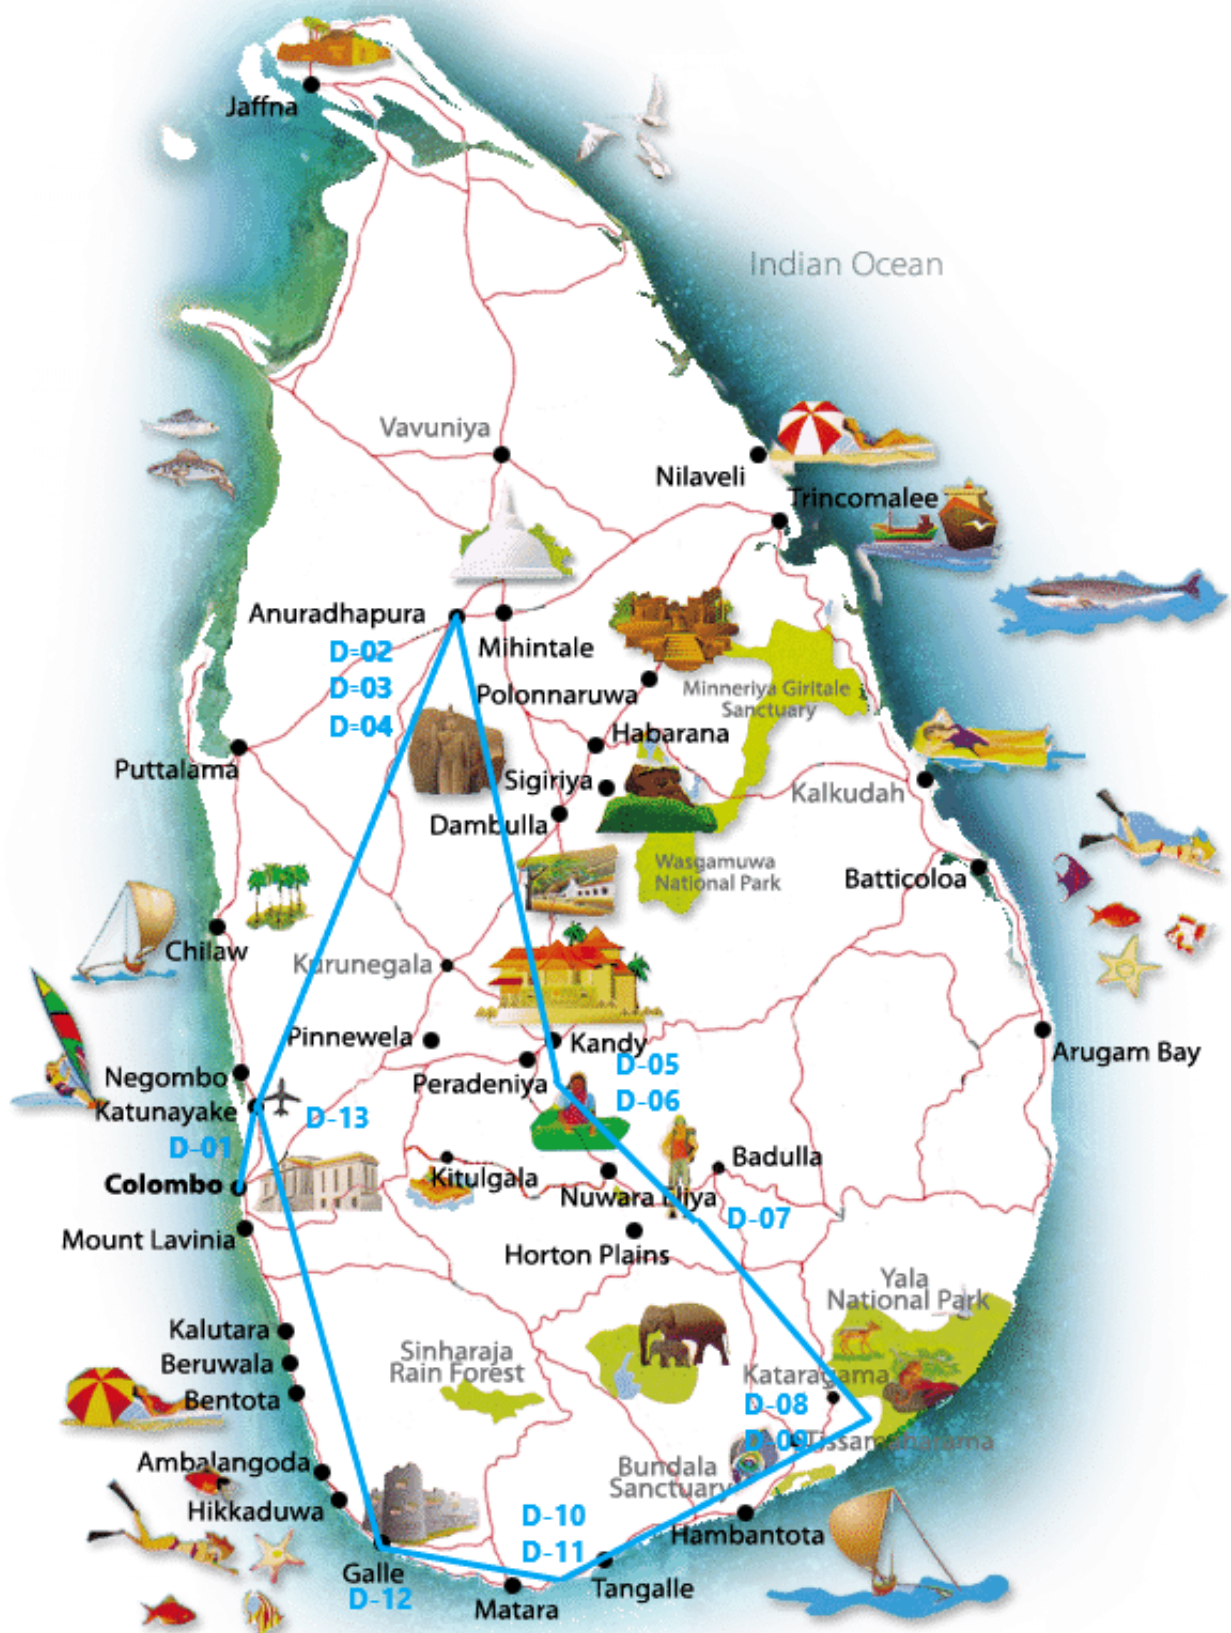 Jaffna
Indian Ocean
Vavuniya
Nilaveli
Trincomalee
Anuradhapura
D=02
Mihintale
D=03
Polonnaruwa
Minneriya Giritale
Sanctuary
D=04
Habarana
Puttalama
Sigiriya
Kalkudah
Dambulla
Wasgamuwa
National Park
Batticoloa
Chilaw
Kurunegala
Pinnewela
Kandy
Arugam Bay
D-05
Negombo
Peradeniya
D-06
Katunayake
D-13
D-01
Badulla
Colombo
Kitulgala
Nuwara Eliya
D-07
Mount Lavinia
Horton Plains
Yala
National Park
Kalutara
Sinharaja
Rain Forest
Beruwala
Kataragama
Bentota
D-08
D-09
Tissamaharama
Ambalangoda
Bundala
Sanctuary
Hikkaduwa
D-10
Hambantota
D-11
Galle
Tangalle
D-12
Matara